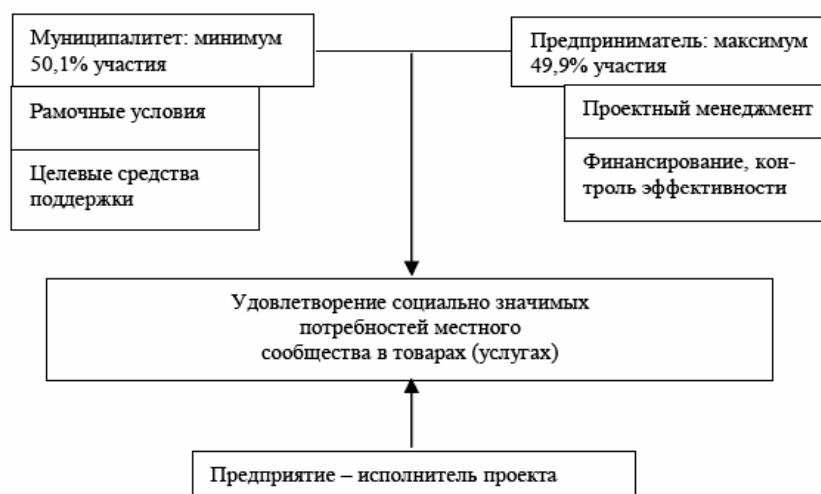 Муниципалитет: минимум
50,1% участия
Предприниматель: максимум
49,9% участия
Рамочные условия
Целевые средства
поддержки
Проектный менеджмент
Финансирование, кон-
троль эффективности
Удовлетворение социально значимых
потребностей местного
сообщества в товарах (услугах)
Предприятие – исполнитель проекта